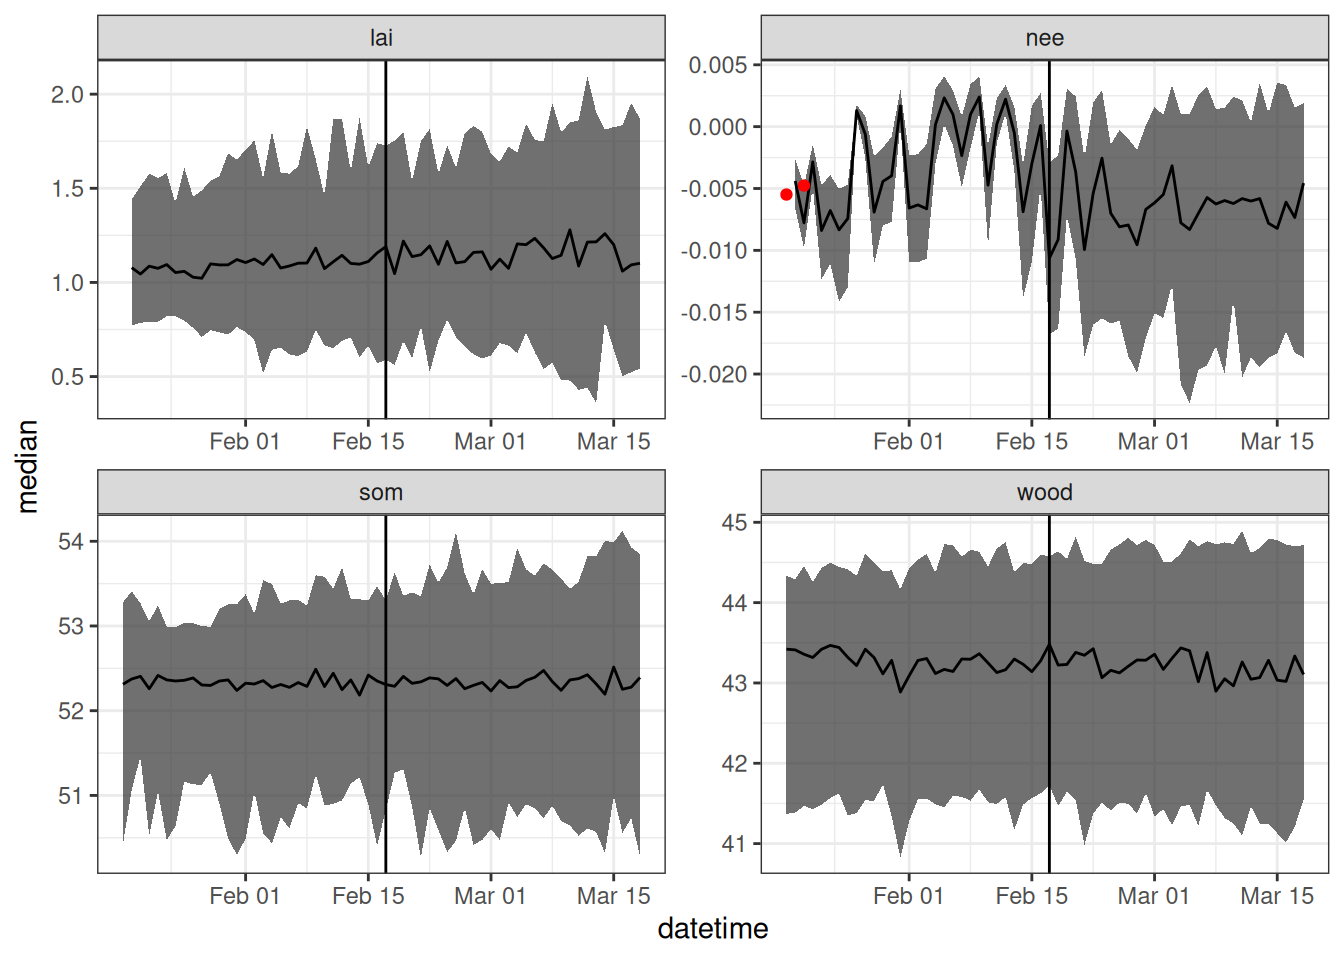 lai
nee
2.0
1.5
1.0
0.5
0.005
0.000
-0.005
-0.010
-0.015
-0.020
Feb 01 Feb 15 Mar 01 Mar 15
Feb 01 Feb 15 Mar 01 Mar 15
median
som
wood
54
53
52
51
45
44
43
42
41
Feb 01 Feb 15 Mar 01 Mar 15
Feb 01 Feb 15 Mar 01 Mar 15
datetime